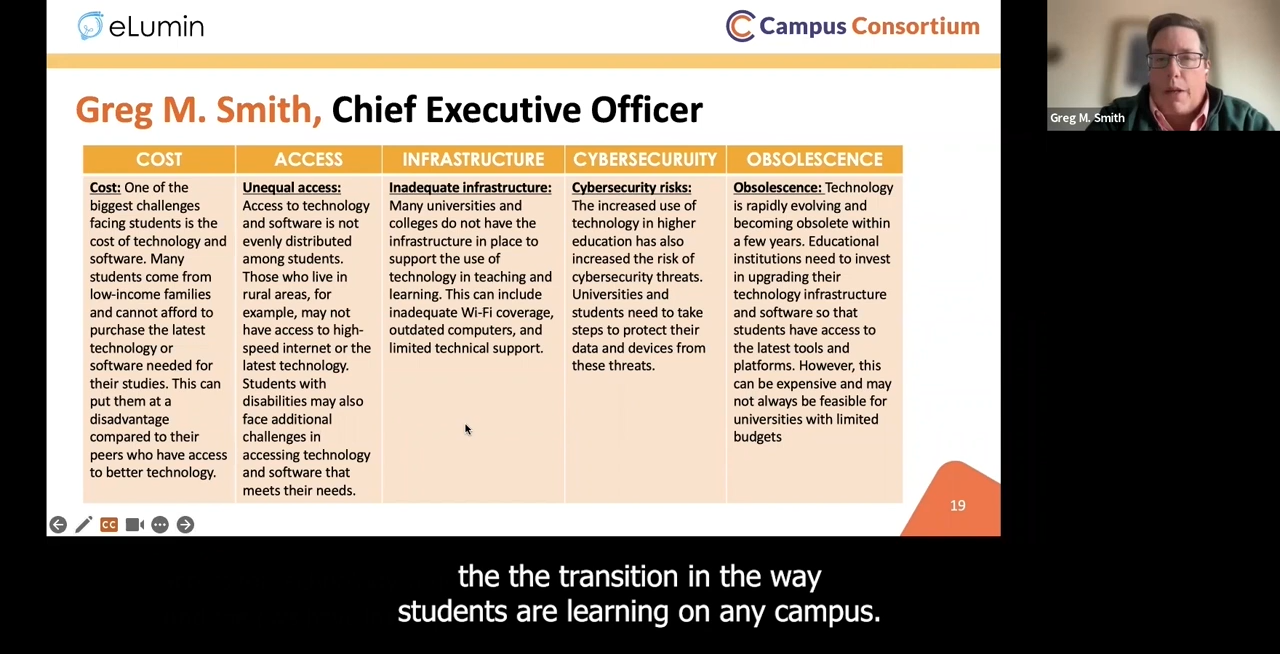 eLumin
Campus Consortium
Greg M. Smith
Greg M. Smith, Chief Executive Officer
COST
ACCESS
INFRASTRUCTURE
CYBERSECURUITY
OBSOLESCENCE
Cost: One of the
biggest challenges
facing students is the
cost of technology and
software. Many
students come from
low-income families
and cannot afford to
purchase the latest
technology or
software needed for
their studies. This can
put them at a
disadvantage
compared to their
peers who have access
to better technology.
Unequal access:
Access to technology
and software is not
evenly distributed
among students.
Those who live in
rural areas, for
example, may not
have access to high-
speed internet or the
latest technology.
Students with
disabilities may also
face additional
challenges in
accessing technology
and software that
meets their needs.
Inadequate infrastructure:
Many universities and
colleges do not have the
infrastructure in place to
support the use of
technology in teaching and
learning. This can include
inadequate Wi-Fi coverage,
outdated computers, and
limited technical support.
Cybersecurity risks:
The increased use of
technology in higher
education has also
increased the risk of
cybersecurity threats.
Universities and
students need to take
steps to protect their
data and devices from
these threats.
Obsolescence: Technology
is rapidly evolving and
becoming obsolete within
a few years. Educational
institutions need to invest
in upgrading their
technology infrastructure
and software so that
students have access to
the latest tools and
platforms. However, this
can be expensive and may
not always be feasible for
universities with limited
budgets
19
CC
the the transition in the way
students are learning on any campus.